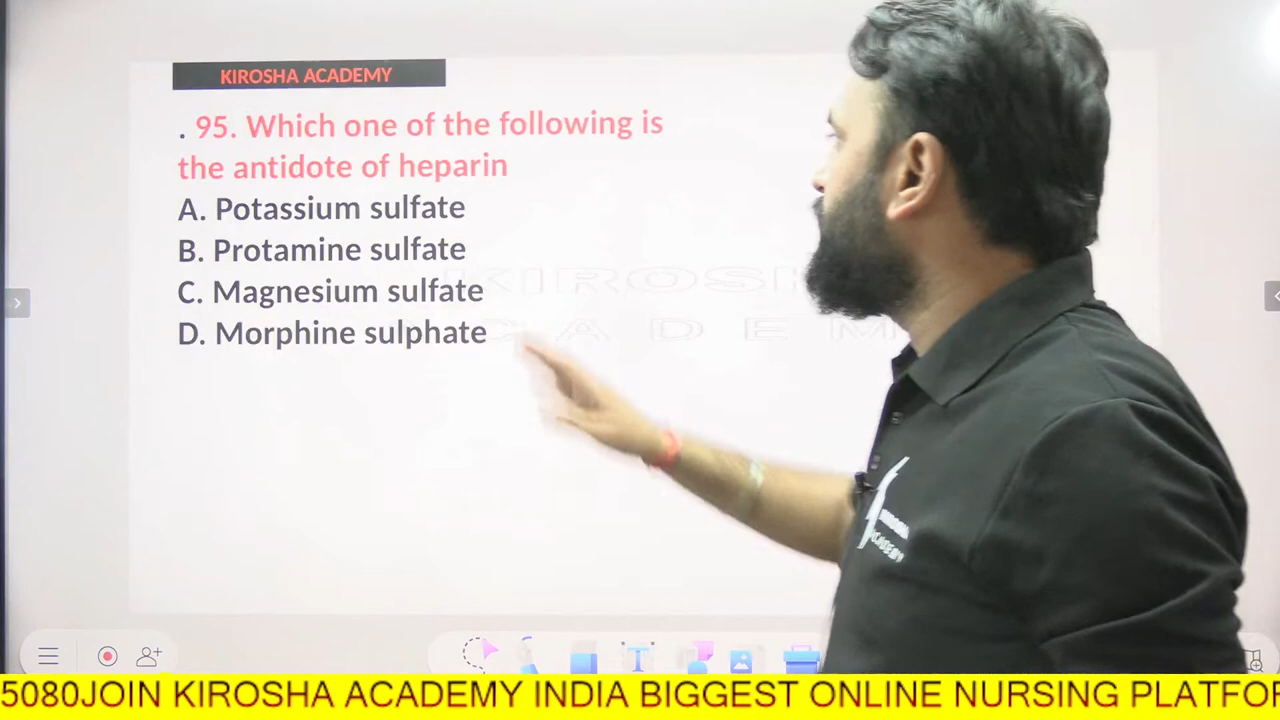 KIROSHA ACADEMY
. 95. Which one of the following is
the antidote of heparin
A. Potassium sulfate
B. Protamine sulfate
C. Magnesium sulfate
D. Morphine sulphate
5080JOIN KIROSHA ACADEMY INDIA BIGGEST ONLINE NURSING PLATFOR